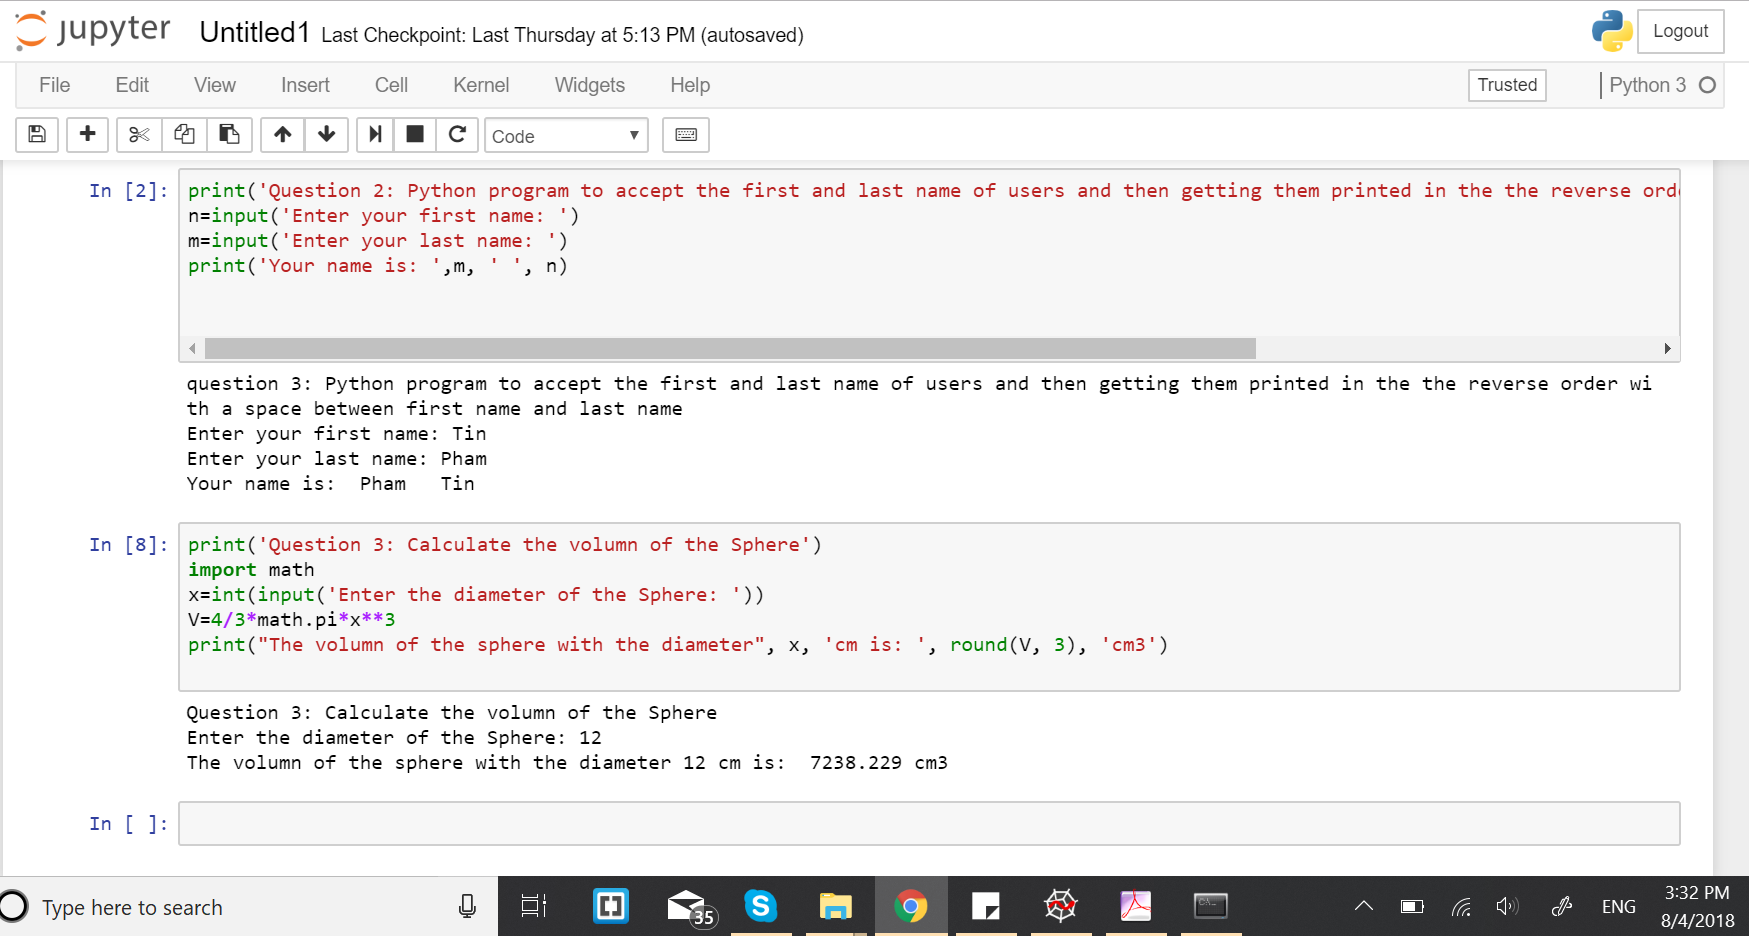 jupyter Untitled1 Last Checkpoint: Last Thursday at 5:13 PM (autosaved) Logout
File Edit View Insert Cell Kernel Widgets Help Trusted Python 3
Code
In [2]: print('Question 2: Python program to accept the first and last name of users and then getting them printed in the the reverse orde
n=input('Enter your first name: ')
m=input('Enter your last name: ')
print('Your name is: ',m, ' ', n)
question 3: Python program to accept the first and last name of users and then getting them printed in the the reverse order wi
th a space between first name and last name
Enter your first name: Tin
Enter your last name: Pham
Your name is:  Pham   Tin
In [8]: print('Question 3: Calculate the volumn of the Sphere')
import math
x=int(input('Enter the diameter of the Sphere: '))
V=4/3*math.pi*x**3
print("The volumn of the sphere with the diameter", x, 'cm is: ', round(V, 3), 'cm3')
Question 3: Calculate the volumn of the Sphere
Enter the diameter of the Sphere: 12
The volumn of the sphere with the diameter 12 cm is:  7238.229 cm3
In [ ]:
Type here to search 35 ENG 3:32 PM
8/4/2018